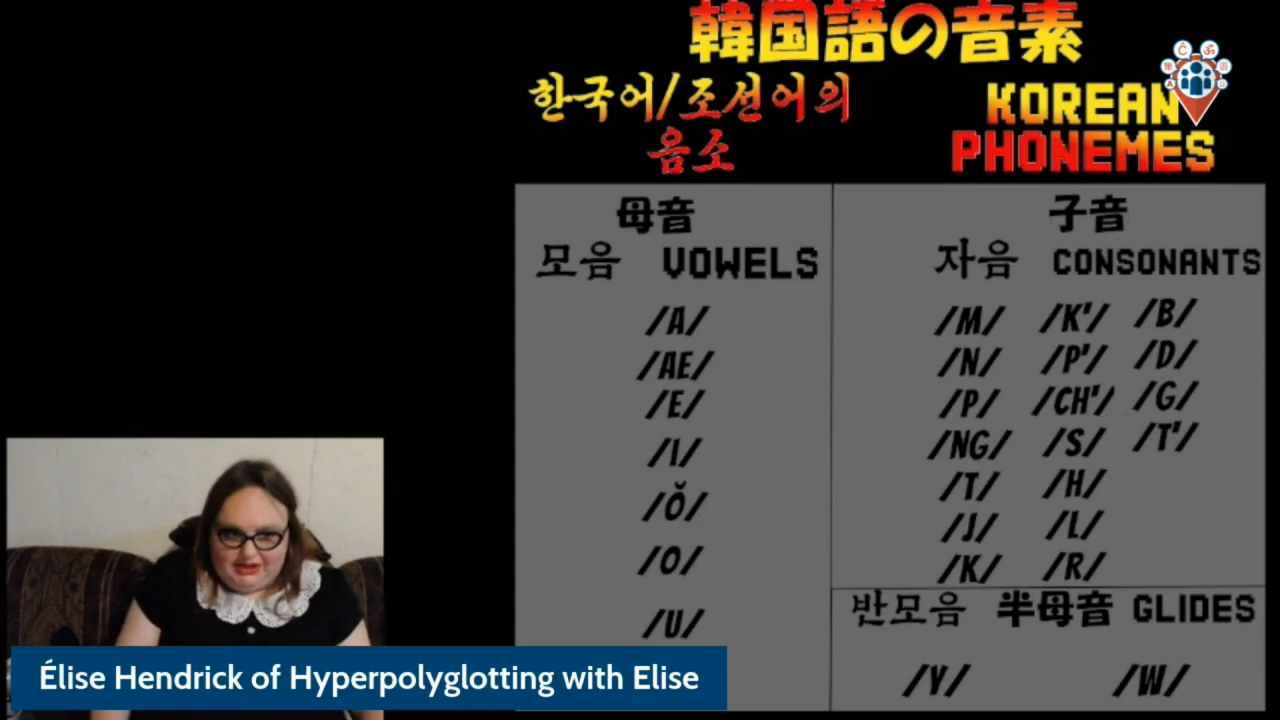 韓国語の音素
한국어/조선어의
음소
KOREAN
PHONEMES
母音
모음 VOWELS
/A/
/AE/
/E/
/I/
/Ŏ/
/O/
/U/
子音
자음 CONSONANTS
/M/ /K'/ /B/
/N/ /P'/ /D/
/P/ /CH'/ /G/
/NG/ /S/ /T'/
/T/ /H/
/J/ /L/
/K/ /R/
반모음 半母音 GLIDES
/Y/ /W/
Élise Hendrick of Hyperpolyglotting with Elise